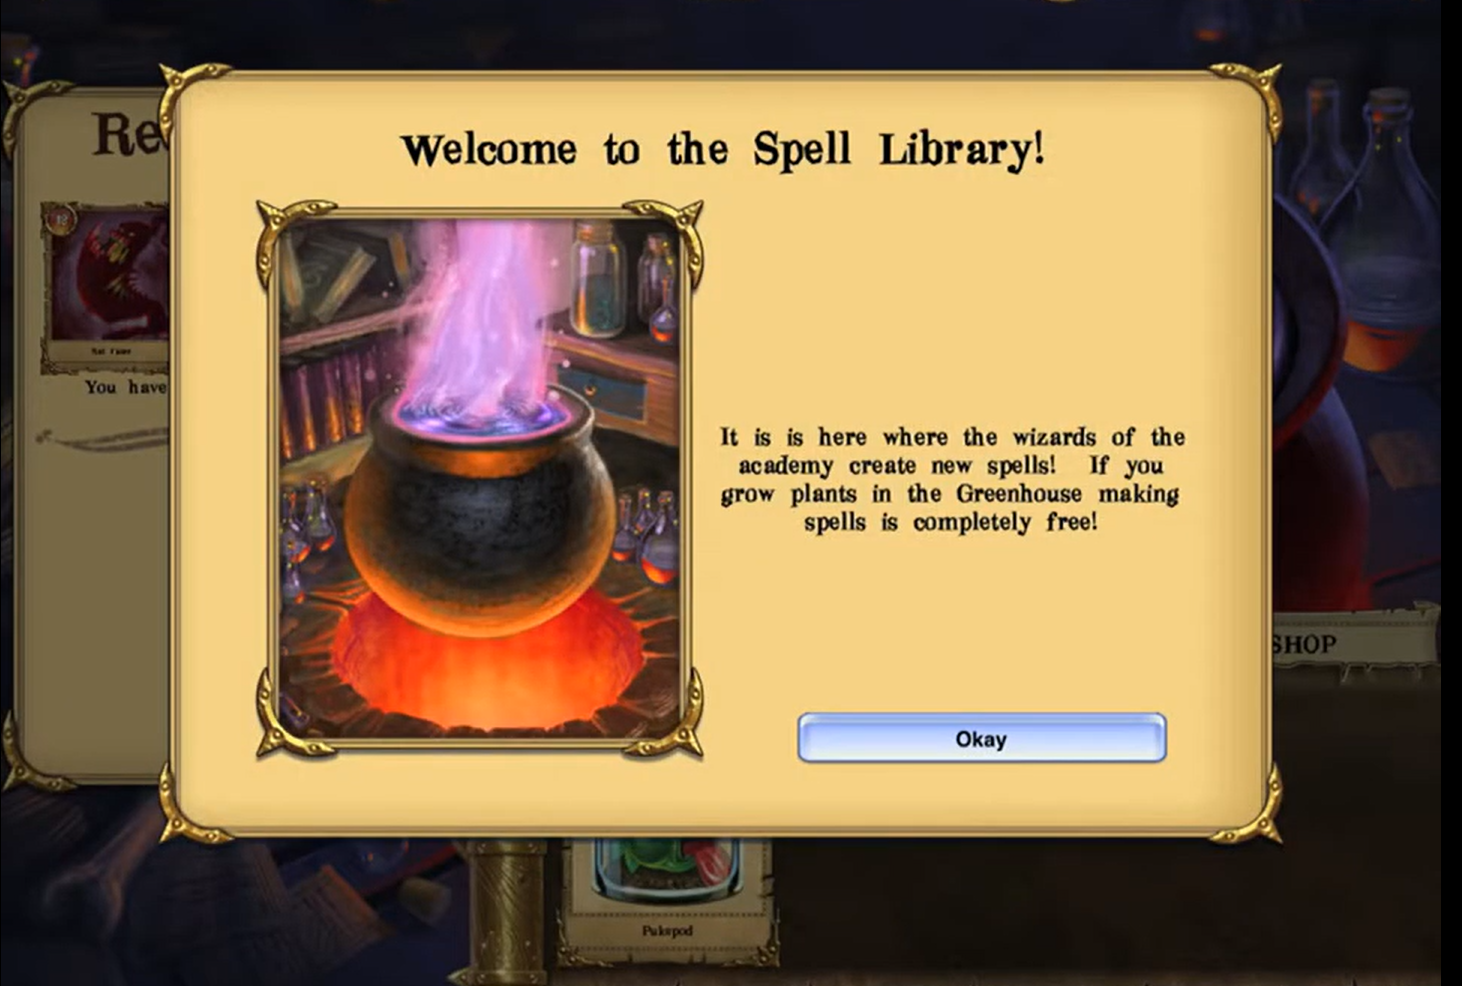 Welcome to the Spell Library!
Re
18
You have
It is is here where the wizards of the
academy create new spells! If you
grow plants in the Greenhouse making
spells is completely free!
SHOP
Okay
Pukepod